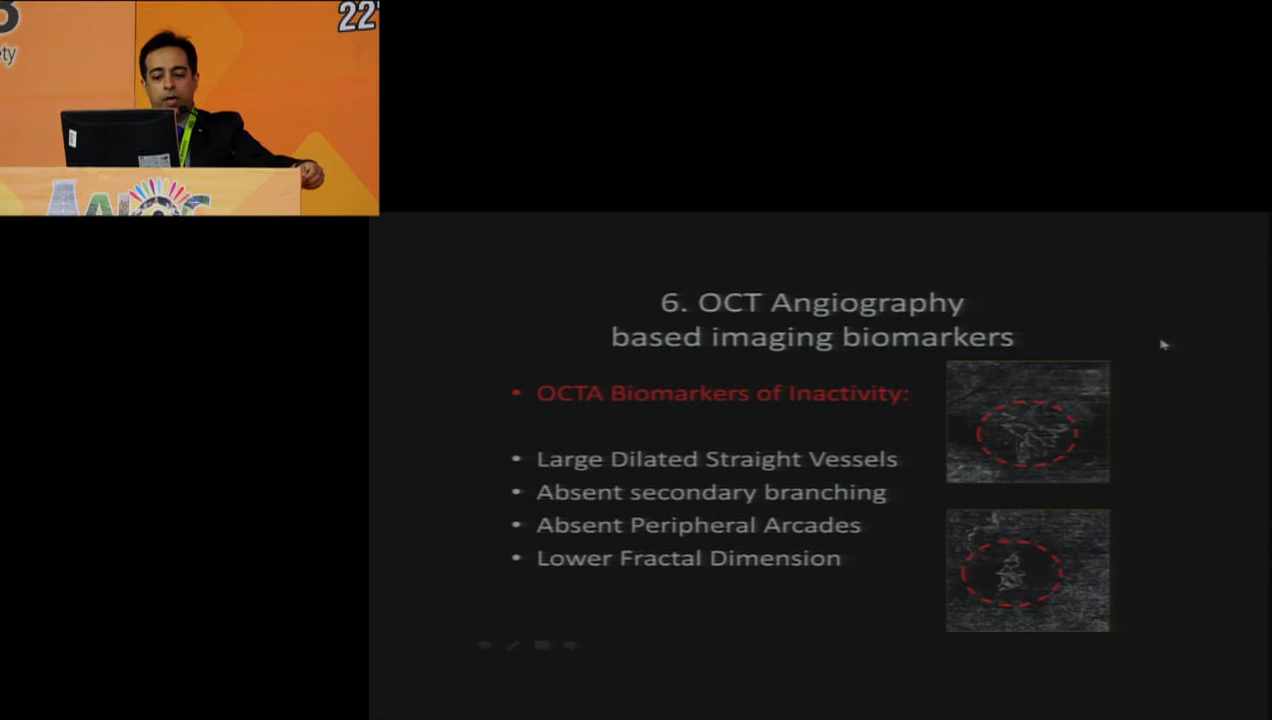 22
6. OCT Angiography
based imaging biomarkers
• OCTA Biomarkers of Inactivity:
• Large Dilated Straight Vessels
• Absent secondary branching
• Absent Peripheral Arcades
• Lower Fractal Dimension